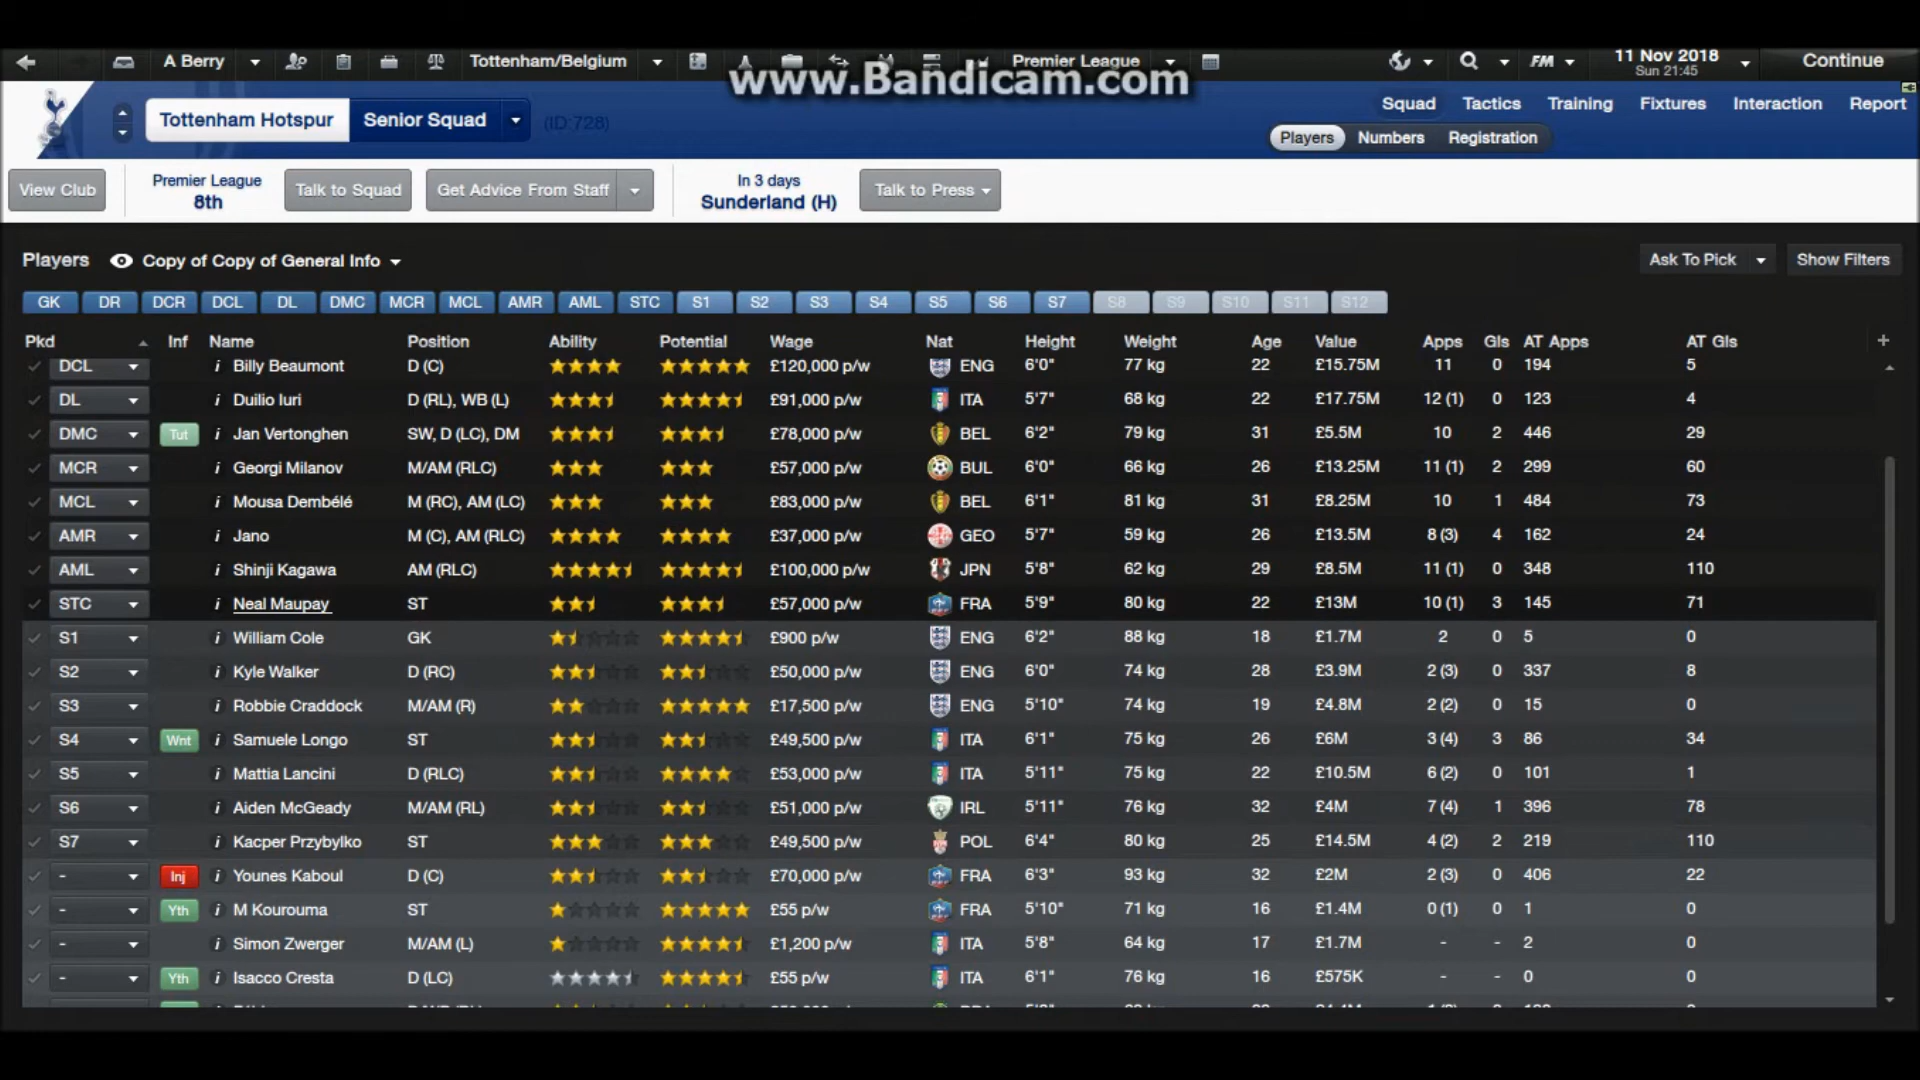 A Berry Tottenham/Belgium Premier League FM 11 Nov 2018 Continue
Sun 21:45
www.Bandicam.com
Squad Tactics Training Fixtures Interaction Report
Tottenham Hotspur Senior Squad (ID:728)
Players Numbers Registration
View Club Premier League Talk to Squad Get Advice From Staff In 3 days Talk to Press
8th Sunderland (H)
Players Copy of Copy of General Info Ask To Pick Show Filters
GK DR DCR DCL DL DMC MCR MCL AMR AML STC S1 S2 S3 S4 S5 S6 S7 S8 S9 S10 S11 S12
Pkd Inf Name Position Ability Potential Wage Nat Height Weight Age Value Apps Gls AT Apps AT Gls +
DCL i Billy Beaumont D (C) £120,000 p/w ENG 6'0" 77 kg 22 £15.75M 11 0 194 5
DL i Duilio Iuri D (RL), WB (L) £91,000 p/w ITA 5'7" 68 kg 22 £17.75M 12 (1) 0 123 4
DMC Tut i Jan Vertonghen SW, D (LC), DM £78,000 p/w BEL 6'2" 79 kg 31 £5.5M 10 2 446 29
MCR i Georgi Milanov M/AM (RLC) £57,000 p/w BUL 6'0" 66 kg 26 £13.25M 11 (1) 2 299 60
MCL i Mousa Dembélé M (RC), AM (LC) £83,000 p/w BEL 6'1" 81 kg 31 £8.25M 10 1 484 73
AMR i Jano M (C), AM (RLC) £37,000 p/w GEO 5'7" 59 kg 26 £13.5M 8 (3) 4 162 24
AML i Shinji Kagawa AM (RLC) £100,000 p/w JPN 5'8" 62 kg 29 £8.5M 11 (1) 0 348 110
STC i Neal Maupay ST £57,000 p/w FRA 5'9" 80 kg 22 £13M 10 (1) 3 145 71
S1 i William Cole GK £900 p/w ENG 6'2" 88 kg 18 £1.7M 2 0 5 0
S2 i Kyle Walker D (RC) £50,000 p/w ENG 6'0" 74 kg 28 £3.9M 2 (3) 0 337 8
S3 i Robbie Craddock M/AM (R) £17,500 p/w ENG 5'10" 74 kg 19 £4.8M 2 (2) 0 15 0
S4 Wnt i Samuele Longo ST £49,500 p/w ITA 6'1" 75 kg 26 £6M 3 (4) 3 86 34
S5 i Mattia Lancini D (RLC) £53,000 p/w ITA 5'11" 75 kg 22 £10.5M 6 (2) 0 101 1
S6 i Aiden McGeady M/AM (RL) £51,000 p/w IRL 5'11" 76 kg 32 £4M 7 (4) 1 396 78
S7 i Kacper Przybylko ST £49,500 p/w POL 6'4" 80 kg 25 £14.5M 4 (2) 2 219 110
- Inj i Younes Kaboul D (C) £70,000 p/w FRA 6'3" 93 kg 32 £2M 2 (3) 0 406 22
- Yth i M Kourouma ST £55 p/w FRA 5'10" 71 kg 16 £1.4M 0 (1) 0 1 0
- i Simon Zwerger M/AM (L) £1,200 p/w ITA 5'8" 64 kg 17 £1.7M - - 2 0
- Yth i Isacco Cresta D (LC) £55 p/w ITA 6'1" 76 kg 16 £575K - - 0 0